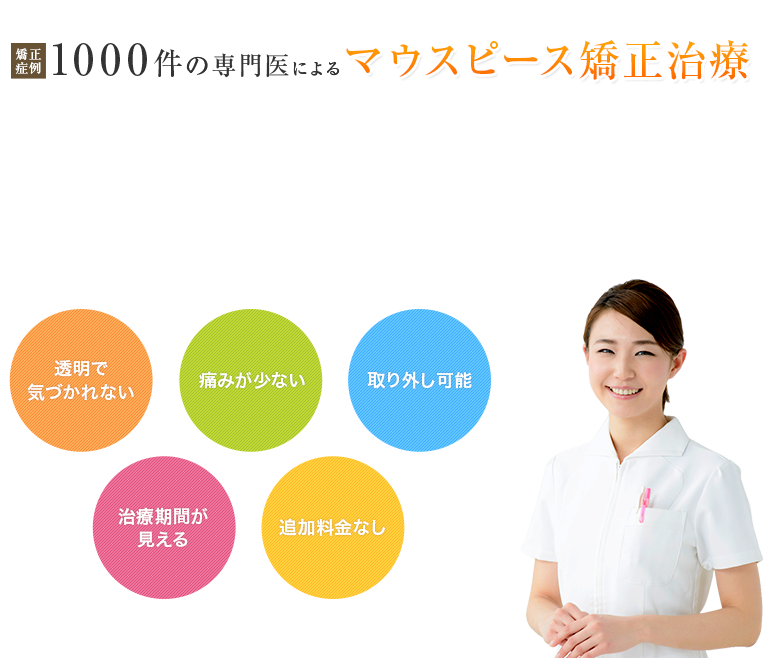 矯正症例 1000件の専門医による マウスピース矯正治療
透明で
気づかれない
痛みが少ない
取り外し可能
治療期間が
見える
追加料金なし